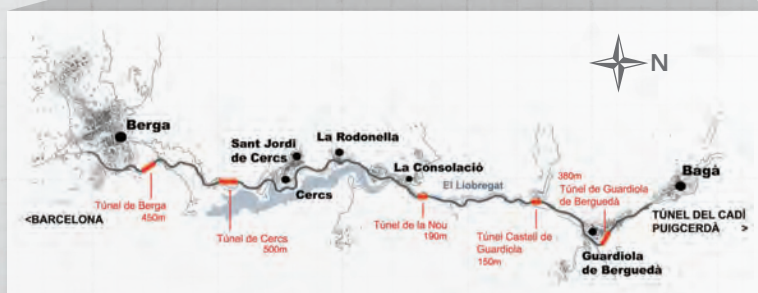 N
Berga
Sant Jordi
de Cercs
La Rodonella
La Consolació
El Llobregat
Cercs
380m
Túnel de Guardiola
de Berguedà
Bagà
Túnel de Berga
450m
<BARCELONA
Túnel de Cercs
500m
Túnel de la Nou
190m
Túnel Castell de
Guardiola
150m
TÚNEL DEL CADÍ
PUIGCERDÀ >
Guardiola
de Berguedà